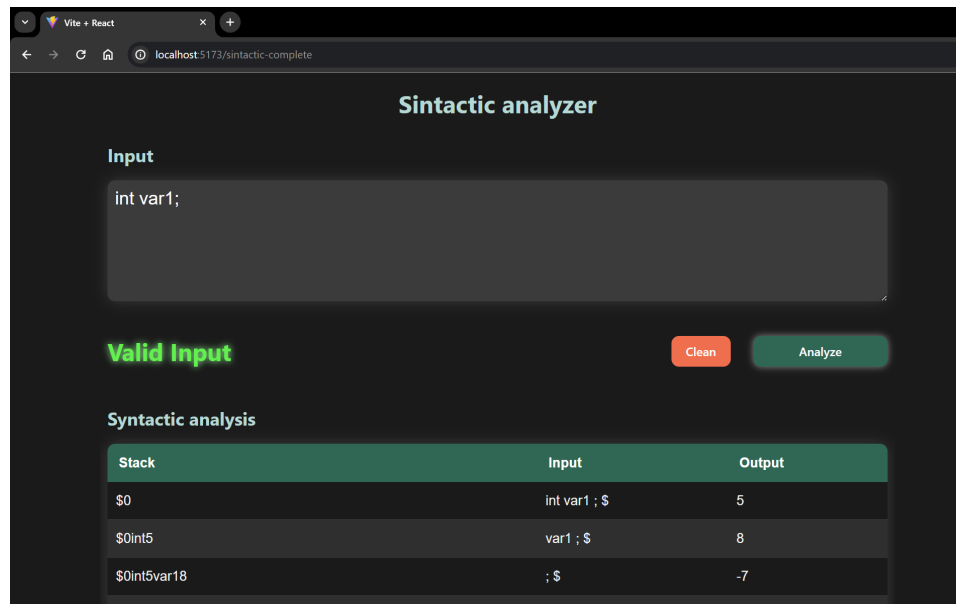 Vite + React
localhost:5173/sintactic-complete
Sintactic analyzer
Input
int var1;
Valid Input
Clean
Analyze
Syntactic analysis
Stack Input Output
$0 int var1 ; $ 5
$0int5 var1 ; $ 8
$0int5var18 ; $ -7